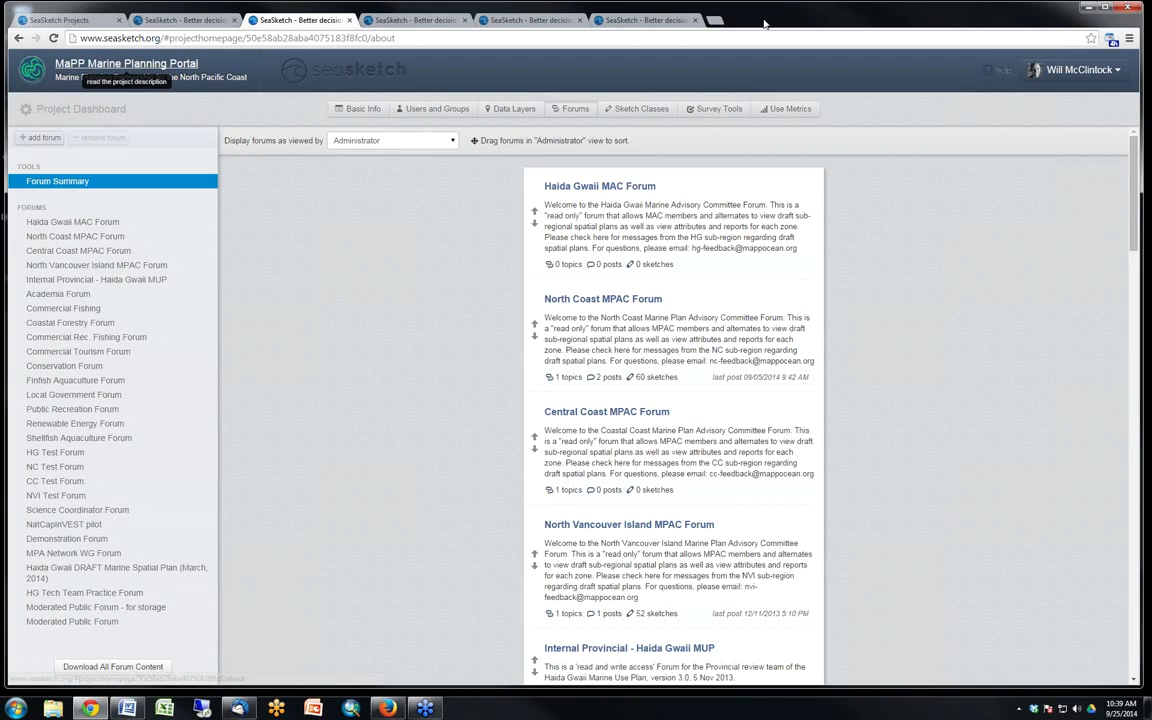 SeaSketch Projects
SeaSketch - Better decisio
SeaSketch - Better decisio
SeaSketch - Better decisio
SeaSketch - Better decisio
SeaSketch - Better decisio
www.seasketch.org/#projecthomepage/50e58ab28aba4075183f8fc0/about
MaPP Marine Planning Portal
Marine
the North Pacific Coast
read the project description
seasketch
help
Will McClintock
Project Dashboard
Basic Info
Users and Groups
Data Layers
Forums
Sketch Classes
Survey Tools
Use Metrics
add forum
remove forum
Display forums as viewed by
Administrator
Drag forums in "Administrator" view to sort.
TOOLS
Forum Summary
FORUMS
Haida Gwaii MAC Forum
North Coast MPAC Forum
Central Coast MPAC Forum
North Vancouver Island MPAC Forum
Internal Provincial - Haida Gwaii MUP
Academia Forum
Commercial Fishing
Coastal Forestry Forum
Commercial Rec. Fishing Forum
Commercial Tourism Forum
Conservation Forum
Finfish Aquaculture Forum
Local Government Forum
Public Recreation Forum
Renewable Energy Forum
Shellfish Aquaculture Forum
HG Test Forum
NC Test Forum
CC Test Forum
NVI Test Forum
Science Coordinator Forum
NatCapInVEST pilot
Demonstration Forum
MPA Network WG Forum
Haida Gwaii DRAFT Marine Spatial Plan (March,
2014)
HG Tech Team Practice Forum
Moderated Public Forum - for storage
Moderated Public Forum
Download All Forum Content
www.seasketch.org/#projecthomepage/50e58ab28aba4075183f8fc0/about
Haida Gwaii MAC Forum
Welcome to the Haida Gwaii Marine Advisory Committee Forum. This is a
"read only" forum that allows MAC members and alternates to view draft sub-
regional spatial plans as well as view attributes and reports for each zone.
Please check here for messages from the HG sub-region regarding draft
spatial plans. For questions, please email: hg-feedback@mappocean.org
0 topics 0 posts 0 sketches
North Coast MPAC Forum
Welcome to the North Coast Marine Plan Advisory Committee Forum. This is
a "read only" forum that allows MPAC members and alternates to view draft
sub-regional spatial plans as well as view attributes and reports for each
zone. Please check here for messages from the NC sub-region regarding
draft spatial plans. For questions, please email: nc-feedback@mappocean.org
1 topics 2 posts 60 sketches last post 09/05/2014 9:42 AM
Central Coast MPAC Forum
Welcome to the Coastal Coast Marine Plan Advisory Committee Forum. This
is a "read only" forum that allows MPAC members and alternates to view draft
sub-regional spatial plans as well as view attributes and reports for each
zone. Please check here for messages from the CC sub-region regarding
draft spatial plans. For questions, please email: cc-feedback@mappocean.org
1 topics 0 posts 0 sketches
North Vancouver Island MPAC Forum
Welcome to the North Vancouver Island Marine Plan Advisory Committee
Forum. This is a "read only" forum that allows MPAC members and alternates
to view draft sub-regional spatial plans as well as view attributes and reports
for each zone. Please check here for messages from the NVI sub-region
regarding draft spatial plans. For questions, please email: nvi-
feedback@mappocean.org
1 topics 1 posts 52 sketches last post 12/11/2013 5:10 PM
Internal Provincial - Haida Gwaii MUP
This is a 'read and write access' Forum for the Provincial review team of the
Haida Gwaii Marine Use Plan, version 3.0, 5 Nov 2013.
10:39 AM
9/25/2014